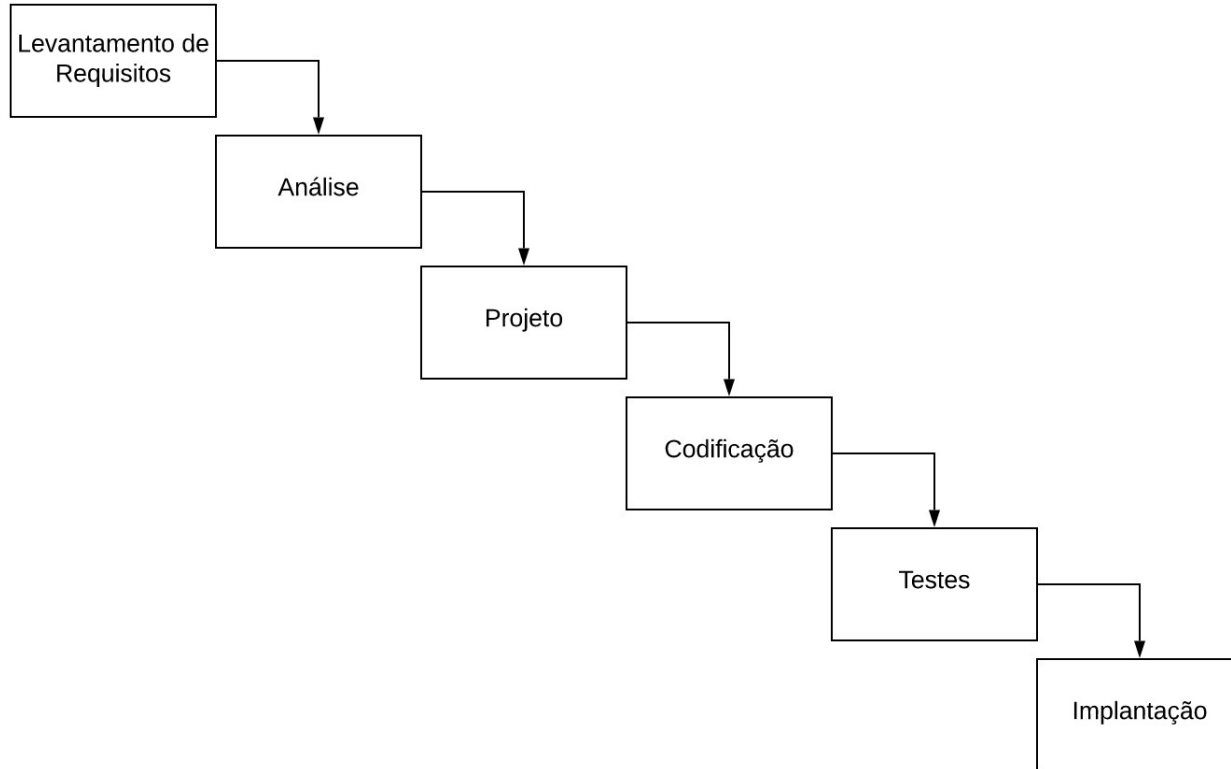 Levantamento de
Requisitos
Análise
Projeto
Codificação
Testes
Implantação